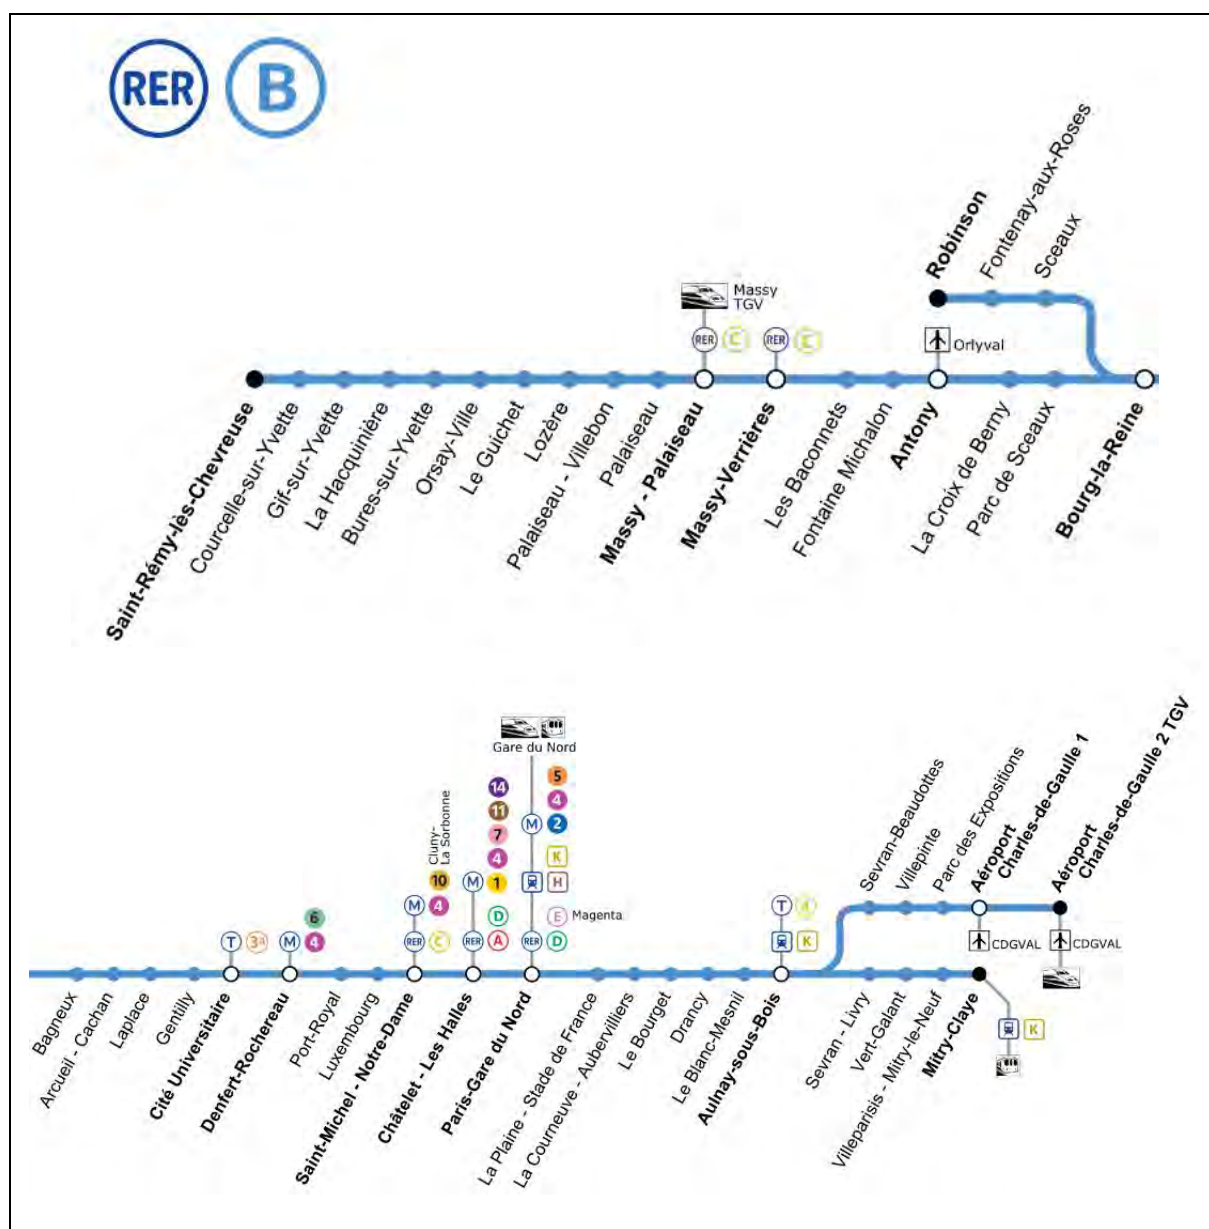 RER B
Robinson
Fontenay-aux-Roses
Sceaux
Massy
TGV
RER C
RER C
Orlyval
Saint-Rémy-lès-Chevreuse
Courcelle-sur-Yvette
Gif-sur-Yvette
La Hacquinière
Bures-sur-Yvette
Orsay-Ville
Le Guichet
Lozère
Palaiseau - Villebon
Palaiseau
Massy - Palaiseau
Massy-Verrières
Les Baconnets
Fontaine Michalon
Antony
La Croix de Berny
Parc de Sceaux
Bourg-la-Reine
Gare du Nord
Cluny-
La Sorbonne
14
11
7
4
M 1
D
RER A
5
4
M 2
K
H
E Magenta
RER D
10
M 4
RER C
6
M 4
T 3a
T 4
K
Sevran-Beaudottes
Villepinte
Parc des Expositions
Aéroport
Charles-de-Gaulle 1
Aéroport
Charles-de-Gaulle 2 TGV
CDGVAL
CDGVAL
K
Bagneux
Arcueil - Cachan
Laplace
Gentilly
Cité Universitaire
Denfert-Rochereau
Port-Royal
Luxembourg
Saint-Michel - Notre-Dame
Châtelet - Les Halles
Paris-Gare du Nord
La Plaine - Stade de France
La Courneuve - Aubervilliers
Le Bourget
Drancy
Le Blanc-Mesnil
Aulnay-sous-Bois
Sevran - Livry
Vert-Galant
Villeparisis - Mitry-le-Neuf
Mitry-Claye